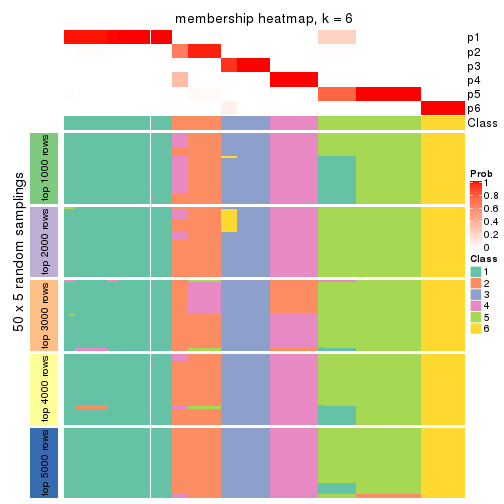 membership heatmap, k = 6
p1
p2
p3
p4
p5
p6
Class
50 x 5 random samplings
top 1000 rows
top 2000 rows
top 3000 rows
top 4000 rows
top 5000 rows
Prob
1
0.8
0.6
0.4
0.2
0
Class
1
2
3
4
5
6